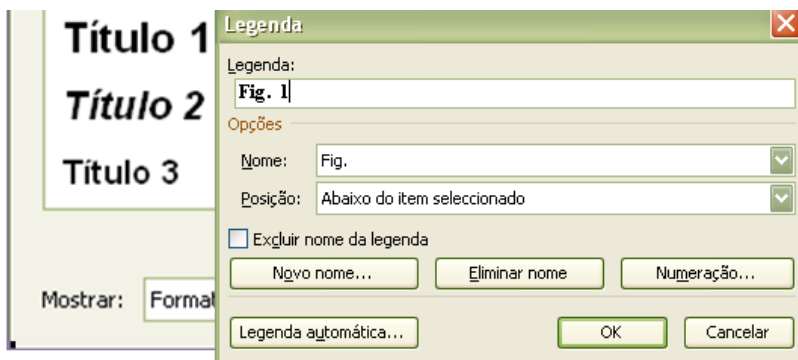 Título 1
Título 2
Título 3
Mostrar:
Legenda
Legenda:
Fig. 1
Opções
Nome: Fig.
Posição: Abaixo do item seleccionado
Excluir nome da legenda
Novo nome... Eliminar nome Numeração...
Legenda automática... OK Cancelar